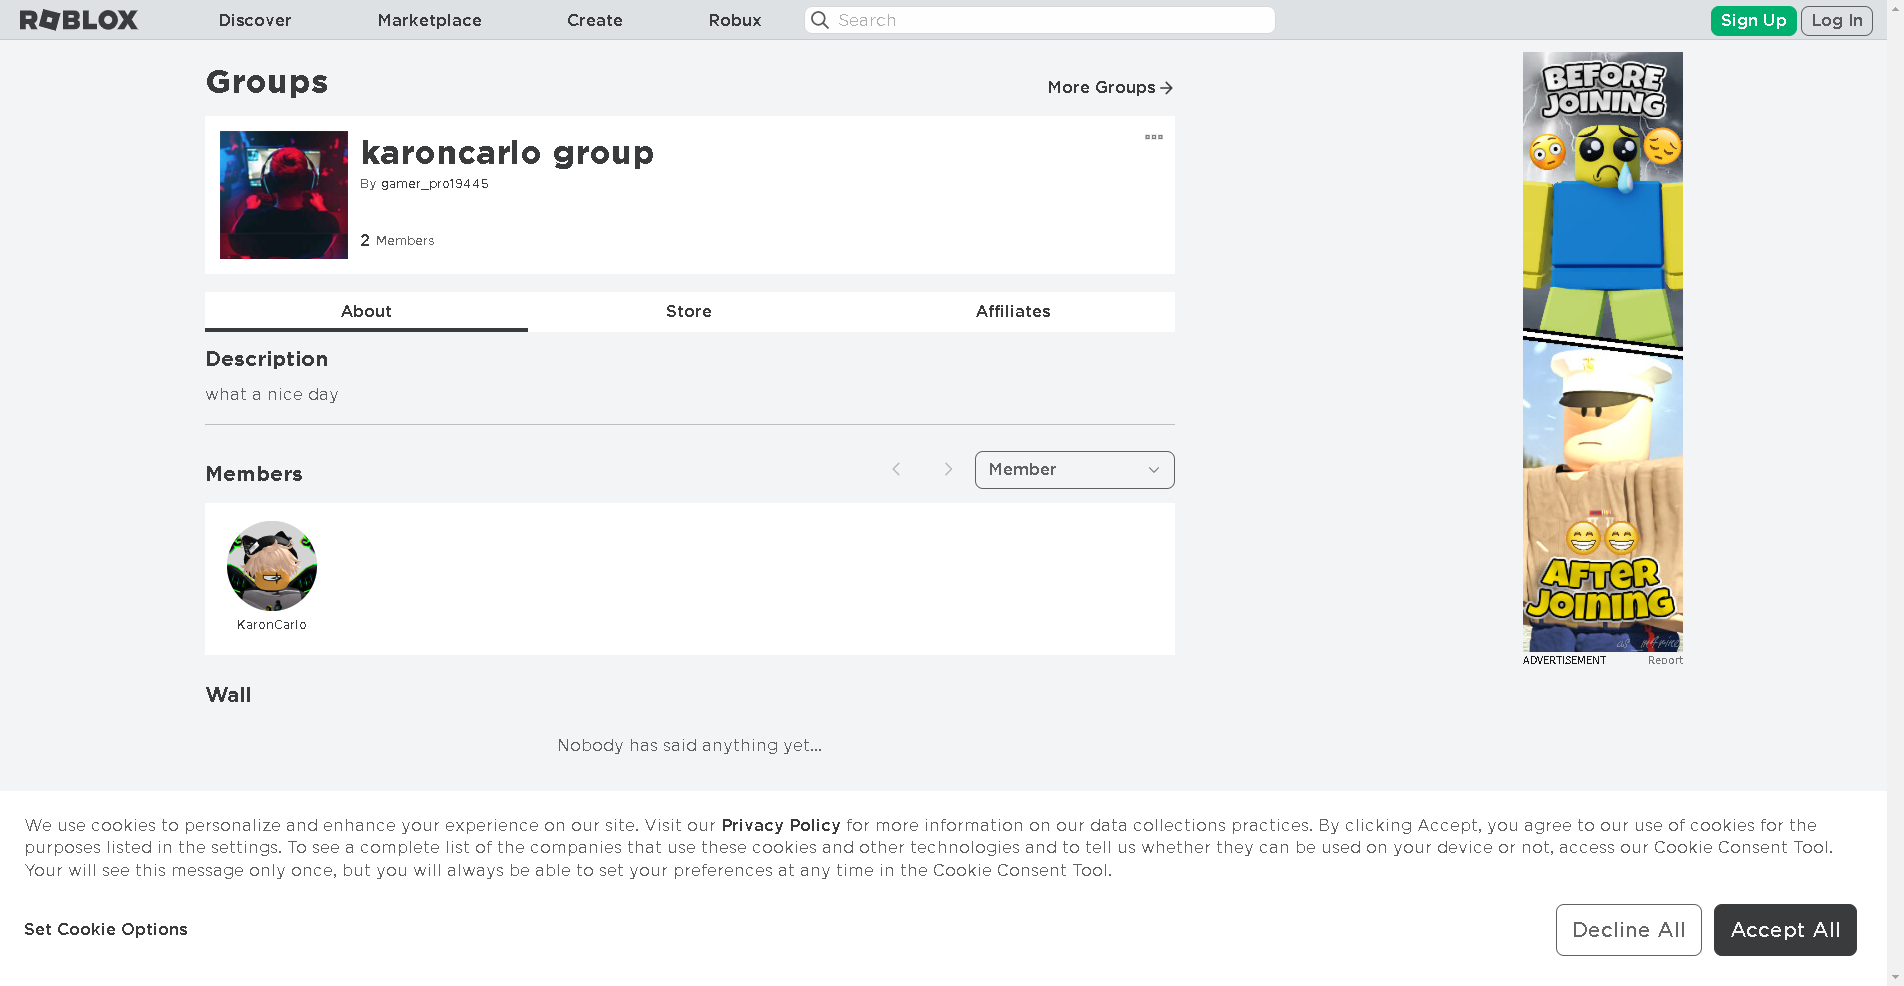 ROBLOX
Discover
Marketplace
Create
Robux
Search
Sign Up
Log In
Groups
More Groups
karoncarlo group
By gamer_pro19445
2 Members
About
Store
Affiliates
Description
what a nice day
Members
Member
KaronCarlo
Wall
Nobody has said anything yet...
BEFORE
JOINING
AFTER
JOINING
ADVERTISEMENT
Report
We use cookies to personalize and enhance your experience on our site. Visit our Privacy Policy for more information on our data collections practices. By clicking Accept, you agree to our use of cookies for the
purposes listed in the settings. To see a complete list of the companies that use these cookies and other technologies and to tell us whether they can be used on your device or not, access our Cookie Consent Tool.
Your will see this message only once, but you will always be able to set your preferences at any time in the Cookie Consent Tool.
Set Cookie Options
Decline All
Accept All